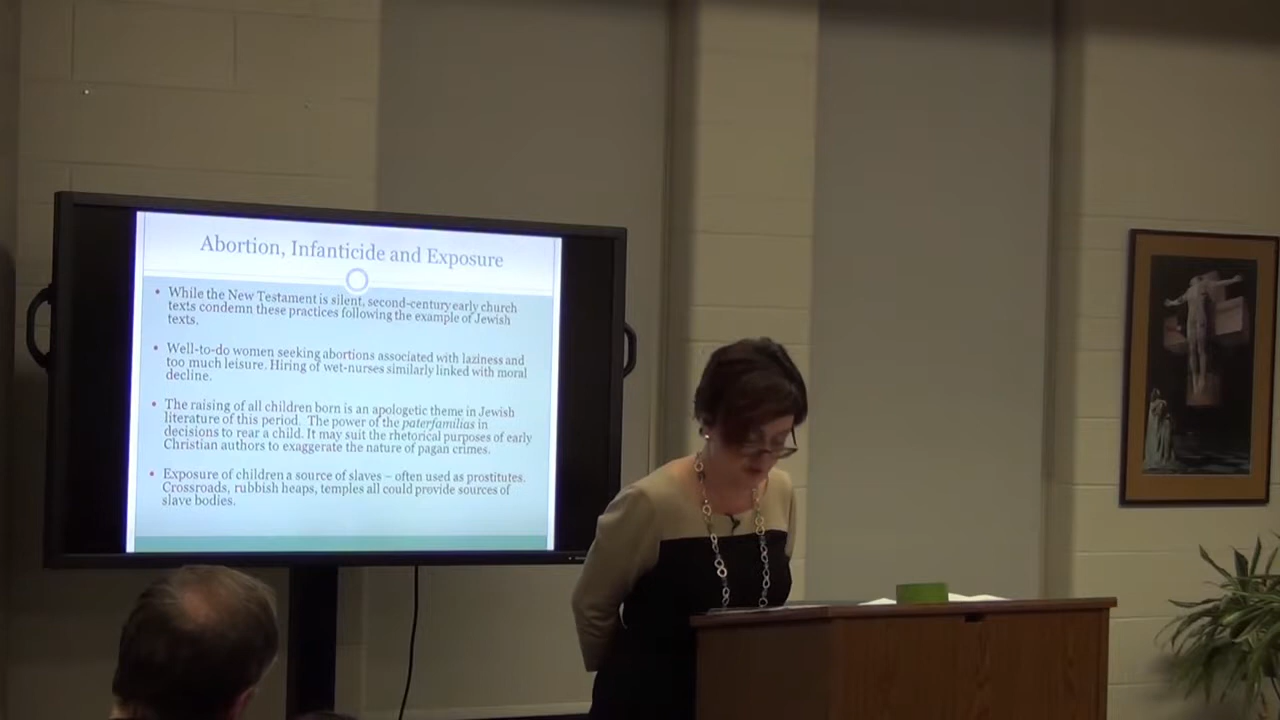 Abortion, Infanticide and Exposure
• While the New Testament is silent, second-century early church
texts condemn these practices following the example of Jewish
texts.
• Well-to-do women seeking abortions associated with laziness and
too much leisure. Hiring of wet-nurses similarly linked with moral
decline.
• The raising of all children born is an apologetic theme in Jewish
literature of this period. The power of the paterfamilias in
decisions to rear a child. It may suit the rhetorical purposes of early
Christian authors to exaggerate the nature of pagan crimes.
• Exposure of children a source of slaves – often used as prostitutes.
Crossroads, rubbish heaps, temples all could provide sources of
slave bodies.